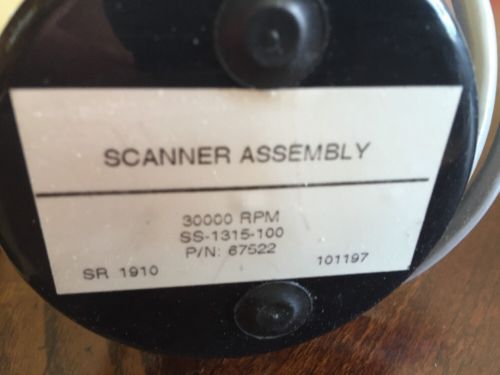 SCANNER ASSEMBLY
30000 RPM
SS-1315-100
P/N: 67522
SR 1910 101197